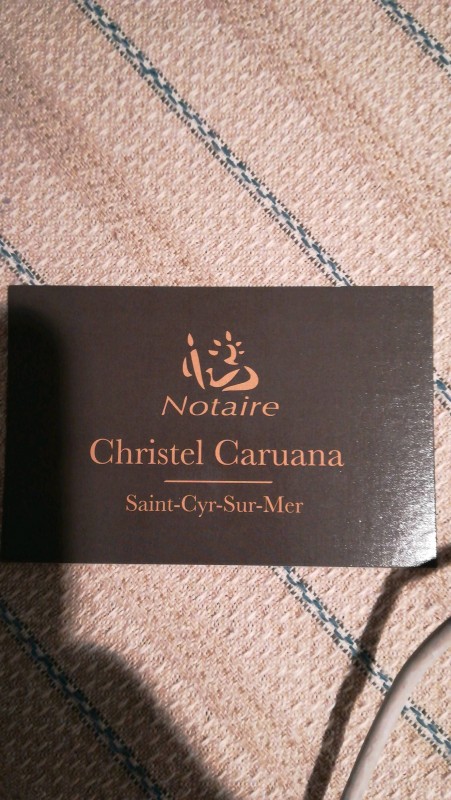 Notaire
Christel Caruana
Saint-Cyr-Sur-Mer